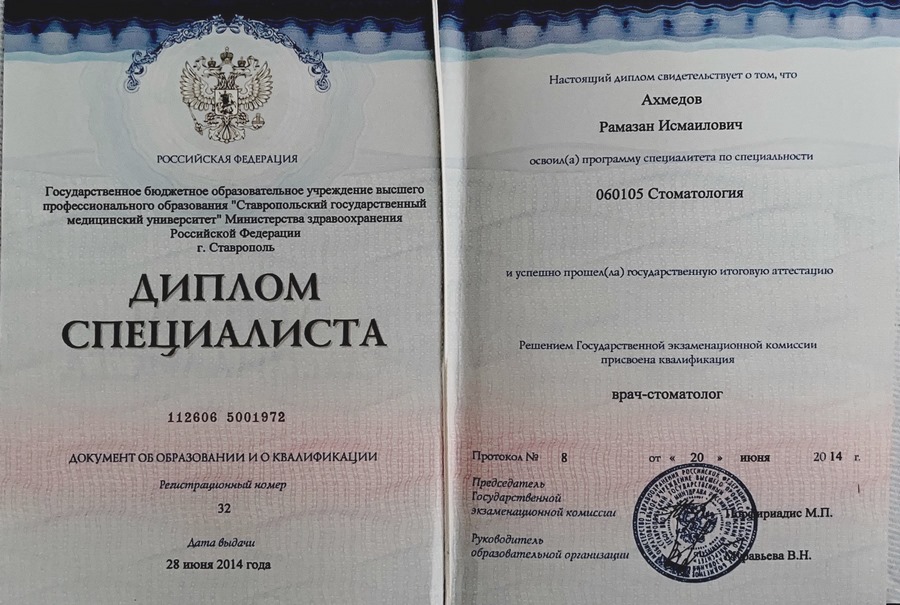 РОССИЙСКАЯ ФЕДЕРАЦИЯ
Государственное бюджетное образовательное учреждение высшего
профессионального образования "Ставропольский государственный
медицинский университет" Министерства здравоохранения
Российской Федерации
г. Ставрополь
ДИПЛОМ
СПЕЦИАЛИСТА
112606 5001972
ДОКУМЕНТ ОБ ОБРАЗОВАНИИ И О КВАЛИФИКАЦИИ
Регистрационный номер
32
Дата выдачи
28 июня 2014 года
Настоящий диплом свидетельствует о том, что
Ахмедов
Рамазан Исмаилович
освоил(а) программу специалитета по специальности
060105 Стоматология
и успешно прошел(ла) государственную итоговую аттестацию
Решением Государственной экзаменационной комиссии
присвоена квалификация
врач-стоматолог
Протокол № 8 от « 20 » июня 20 14 г.
Председатель
Государственной
экзаменационной комиссии Порфириадис М.П.
Руководитель
образовательной организации Муравьева В.Н.